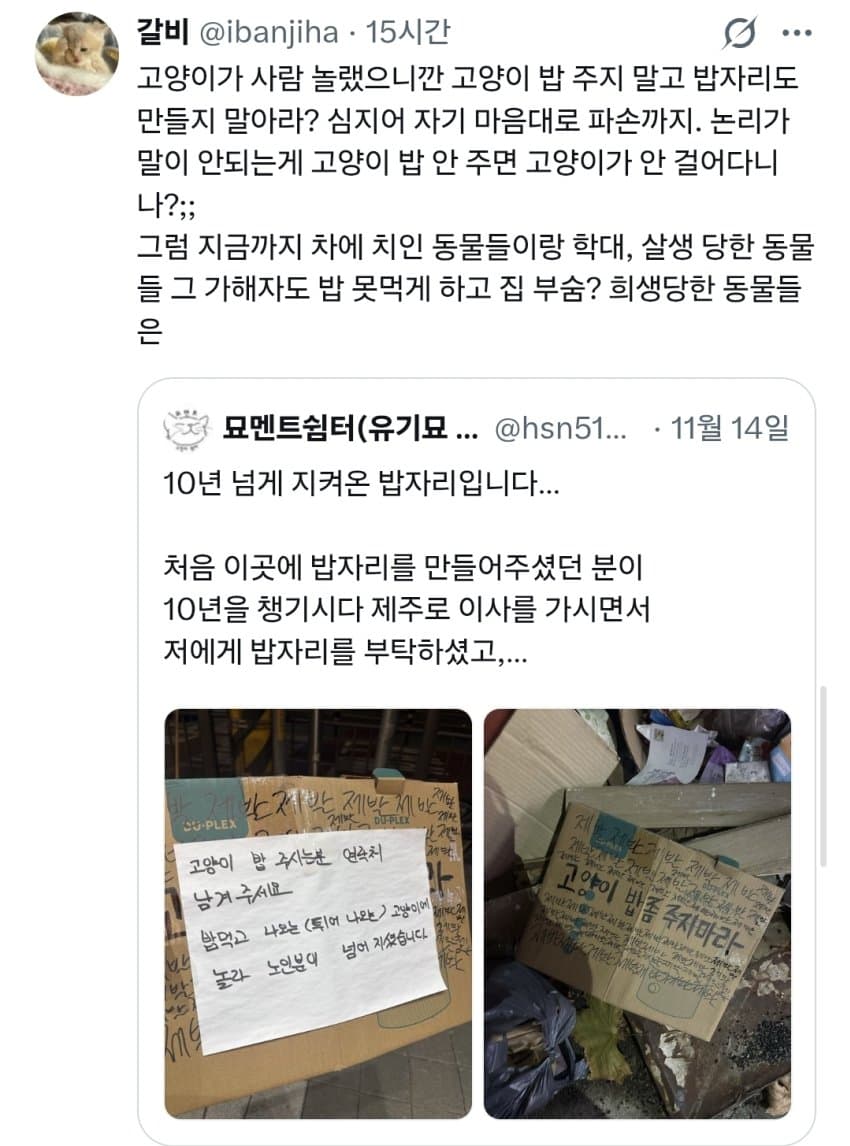 갈비 @ibanjiha · 15시간
고양이가 사람 놀랬으니깐 고양이 밥 주지 말고 밥자리도
만들지 말아라? 심지어 자기 마음대로 파손까지. 논리가
말이 안되는게 고양이 밥 안 주면 고양이가 안 걸어다니
나?;;
그럼 지금까지 차에 치인 동물들이랑 학대, 살생 당한 동물
들 그 가해자도 밥 못먹게 하고 집 부숨? 희생당한 동물들
은
묘멘트쉼터(유기묘 ... @hsn51... · 11월 14일
10년 넘게 지켜온 밥자리입니다...
처음 이곳에 밥자리를 만들어주셨던 분이
10년을 챙기시다 제주로 이사를 가시면서
저에게 밥자리를 부탁하셨고,...
제발 제발 제발 제발
DU-PLEX
DU-PLEX
고양이 밥 주시는분 연락처
남겨 주세요
밥먹고 나오는(튀어 나오는) 고양이에
놀라 노인분이 넘어 지셨습니다.
제발 제발 제발 제발
고양이 밥좀 주지마라